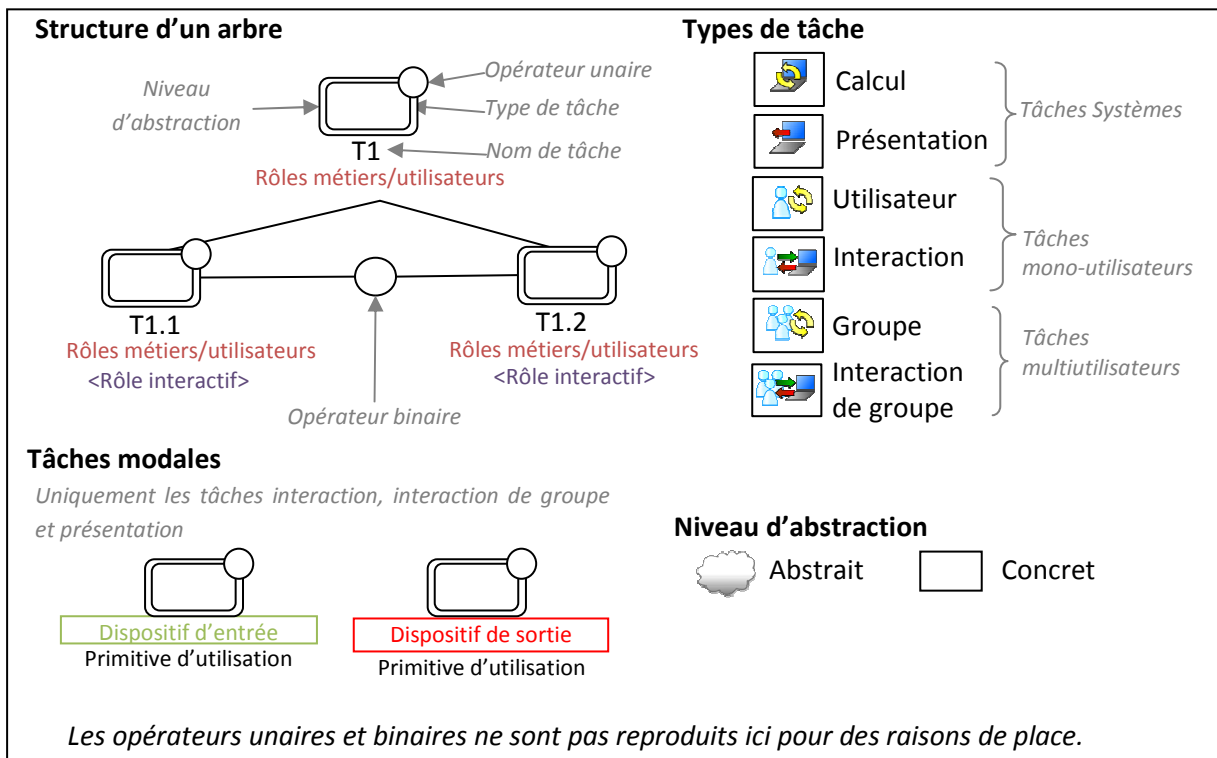 Structure d'un arbre
Niveau
d'abstraction
Opérateur unaire
Type de tâche
Nom de tâche
T1
Rôles métiers/utilisateurs
T1.1
Rôles métiers/utilisateurs
<Rôle interactif>
T1.2
Rôles métiers/utilisateurs
<Rôle interactif>
Opérateur binaire
Types de tâche
Calcul
Présentation
Tâches Systèmes
Utilisateur
Interaction
Tâches
mono-utilisateurs
Groupe
Interaction
de groupe
Tâches
multiutilisateurs
Tâches modales
Uniquement les tâches interaction, interaction de groupe
et présentation
Dispositif d'entrée
Primitive d'utilisation
Dispositif de sortie
Primitive d'utilisation
Niveau d'abstraction
Abstrait
Concret
Les opérateurs unaires et binaires ne sont pas reproduits ici pour des raisons de place.